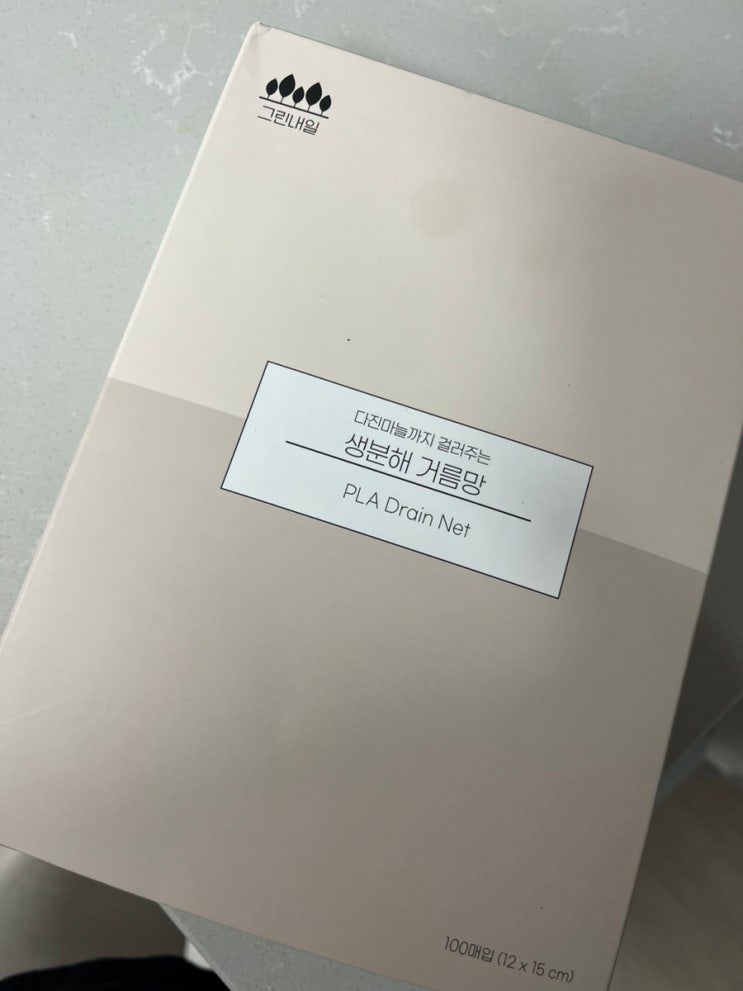 그린내일
다진마늘까지 걸러주는
생분해 거름망
PLA Drain Net
100매입 (12 x 15 cm)